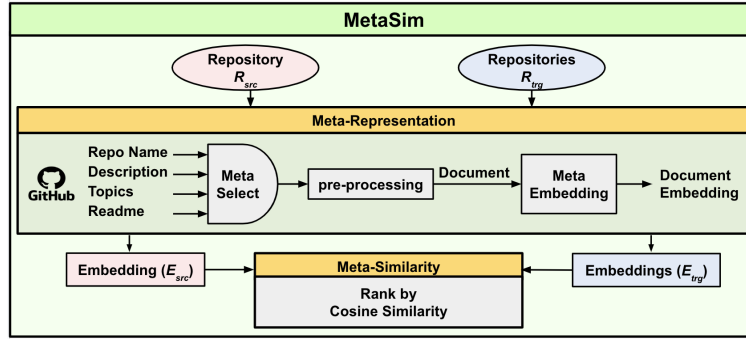 MetaSim
Repository
R_src
Repositories
R_trg
Meta-Representation
GitHub
Repo Name
Description
Topics
Readme
Meta
Select
pre-processing
Document
Meta
Embedding
Document
Embedding
Embedding (E_src)
Meta-Similarity
Rank by
Cosine Similarity
Embeddings (E_trg)